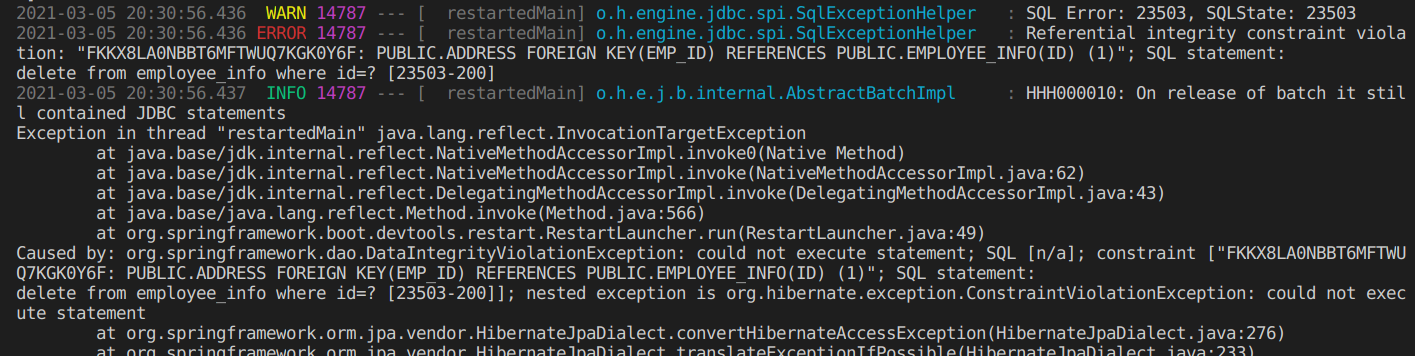 2021-03-05 20:30:56.436  WARN 14787 --- [  restartedMain] o.h.engine.jdbc.spi.SqlExceptionHelper   : SQL Error: 23503, SQLState: 23503
2021-03-05 20:30:56.436 ERROR 14787 --- [  restartedMain] o.h.engine.jdbc.spi.SqlExceptionHelper   : Referential integrity constraint viola
tion: "FKKX8LA0NBBT6MFTWUQ7KGK0Y6F: PUBLIC.ADDRESS FOREIGN KEY(EMP_ID) REFERENCES PUBLIC.EMPLOYEE_INFO(ID) (1)"; SQL statement:
delete from employee_info where id=? [23503-200]
2021-03-05 20:30:56.437  INFO 14787 --- [  restartedMain] o.h.e.j.b.internal.AbstractBatchImpl     : HHH000010: On release of batch it stil
l contained JDBC statements
Exception in thread "restartedMain" java.lang.reflect.InvocationTargetException
        at java.base/jdk.internal.reflect.NativeMethodAccessorImpl.invoke0(Native Method)
        at java.base/jdk.internal.reflect.NativeMethodAccessorImpl.invoke(NativeMethodAccessorImpl.java:62)
        at java.base/jdk.internal.reflect.DelegatingMethodAccessorImpl.invoke(DelegatingMethodAccessorImpl.java:43)
        at java.base/java.lang.reflect.Method.invoke(Method.java:566)
        at org.springframework.boot.devtools.restart.RestartLauncher.run(RestartLauncher.java:49)
Caused by: org.springframework.dao.DataIntegrityViolationException: could not execute statement; SQL [n/a]; constraint ["FKKX8LA0NBBT6MFTWU
Q7KGK0Y6F: PUBLIC.ADDRESS FOREIGN KEY(EMP_ID) REFERENCES PUBLIC.EMPLOYEE_INFO(ID) (1)"; SQL statement:
delete from employee_info where id=? [23503-200]]; nested exception is org.hibernate.exception.ConstraintViolationException: could not exec
ute statement
        at org.springframework.orm.jpa.vendor.HibernateJpaDialect.convertHibernateAccessException(HibernateJpaDialect.java:276)
        at org.springframework.orm.jpa.vendor.HibernateJpaDialect.translateExceptionIfPossible(HibernateJpaDialect.java:233)